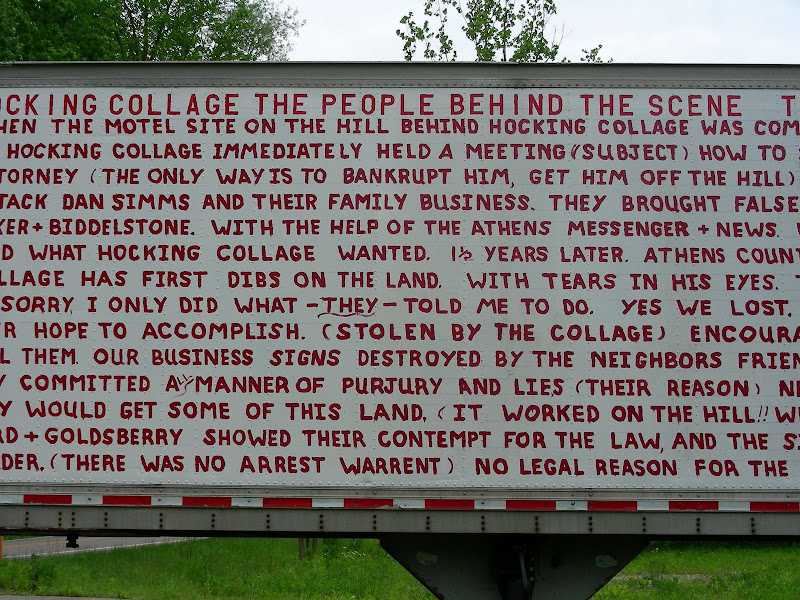 OCKING COLLAGE THE PEOPLE BEHIND THE SCENE T
HEN THE MOTEL SITE ON THE HILL BEHIND HOCKING COLLAGE WAS COM
HOCKING COLLAGE IMMEDIATELY HELD A MEETING (SUBJECT) HOW TO
TORNEY (THE ONLY WAY IS TO BANKRUPT HIM, GET HIM OFF THE HILL)
TACK DAN SIMMS AND THEIR FAMILY BUSINESS. THEY BROUGHT FALSE
KER + BIDDELSTONE. WITH THE HELP OF THE ATHENS MESSENGER + NEWS.
D WHAT HOCKING COLLAGE WANTED. 1½ YEARS LATER. ATHENS COUNT
LLAGE HAS FIRST DIBS ON THE LAND. WITH TEARS IN HIS EYES.
SORRY, I ONLY DID WHAT - THEY - TOLD ME TO DO. YES WE LOST.
R HOPE TO ACCOMPLISH. (STOLEN BY THE COLLAGE) ENCOURA
L THEM. OUR BUSINESS SIGNS DESTROYED BY THE NEIGHBORS FRIEN
Y COMMITTED ALL MANNER OF PURJURY AND LIES, (THEIR REASON) NE
Y WOULD GET SOME OF THIS LAND. (IT WORKED ON THE HILL!! W
RD + GOLDSBERRY SHOWED THEIR CONTEMPT FOR THE LAW, AND THE S
DER. (THERE WAS NO ARREST WARRENT) NO LEGAL REASON FOR THE